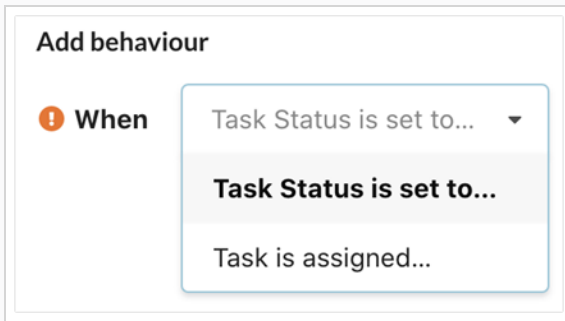 Add behaviour
When
Task Status is set to...
Task Status is set to...
Task is assigned...